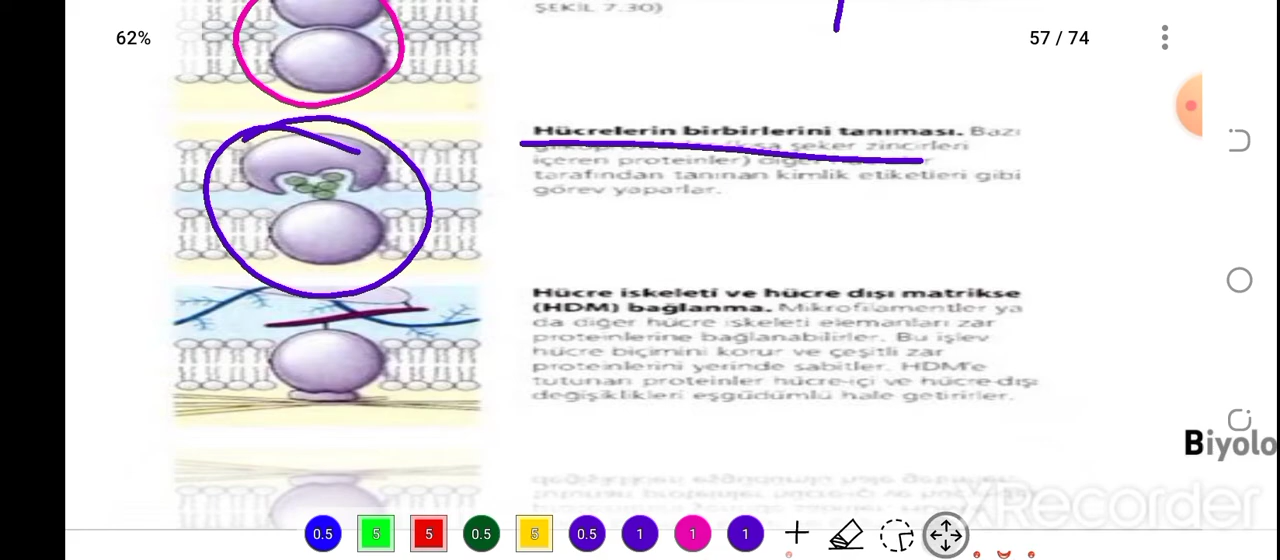 ŞEKİL 7.30)
62%
57 / 74
Hücrelerin birbirlerini tanıması. Bazı
şeker zincirleri
içeren proteinler)
tarafından tanınan kimlik etiketleri gibi
görev yaparlar.
Hücre iskeleti ve hücre dışı matrikse
(HDM) bağlanma. Mikrofilamentler ya
da diğer hücre iskeleti elemanları zar
proteinlerine bağlanabilirler. Bu işlev
hücre biçimini korur ve çeşitli zar
proteinlerini yerinde sabitler. HDM'e
tutunan proteinler hücre-içi ve hücre-dışı
değişiklikleri eşgüdümlü hale getirirler.
Biyolo
XRecorder
0.5 5 5 0.5 5 0.5 1 1 1